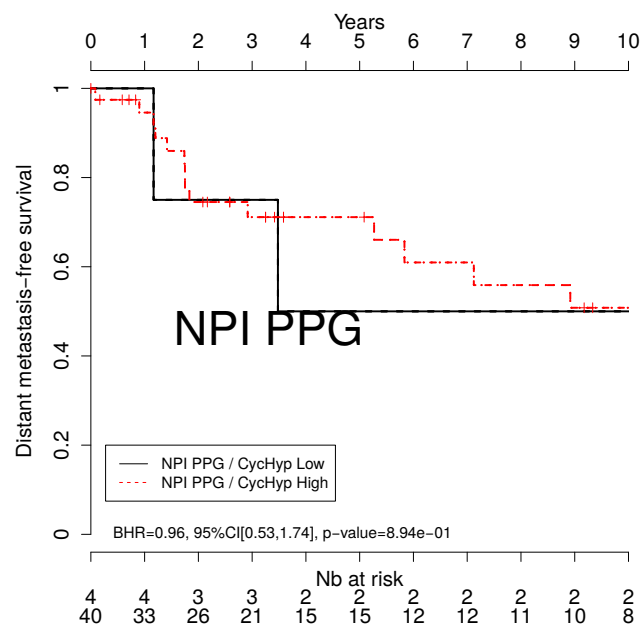 Years
0 1 2 3 4 5 6 7 8 9 10
Distant metastasis−free survival
1
0.8
0.6
0.4
0.2
0
NPI PPG
NPI PPG / CycHyp Low
NPI PPG / CycHyp High
BHR=0.96, 95%CI[0.53,1.74], p−value=8.94e−01
Nb at risk
4 4 3 3 2 2 2 2 2 2 2
40 33 26 21 15 15 12 12 11 10 8